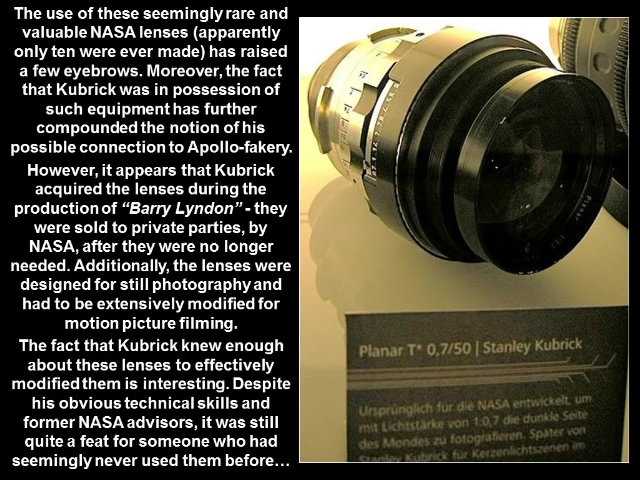 The use of these seemingly rare and
valuable NASA lenses (apparently
only ten were ever made) has raised
a few eyebrows. Moreover, the fact
that Kubrick was in possession of
such equipment has further
compounded the notion of his
possible connection to Apollo-fakery.
However, it appears that Kubrick
acquired the lenses during the
production of “Barry Lyndon” - they
were sold to private parties, by
NASA, after they were no longer
needed. Additionally, the lenses were
designed for still photography and
had to be extensively modified for
motion picture filming.
The fact that Kubrick knew enough
about these lenses to effectively
modified them is interesting. Despite
his obvious technical skills and
former NASA advisors, it was still
quite a feat for someone who had
seemingly never used them before…
Planar
Planar T* 0,7/50 | Stanley Kubrick
Ursprünglich für die NASA entwickelt, um
mit Lichtstärke von 1:0,7 die dunkle Seite
des Mondes zu fotografieren. Später von
Stanley Kubrick für Kerzenlichtszenen im